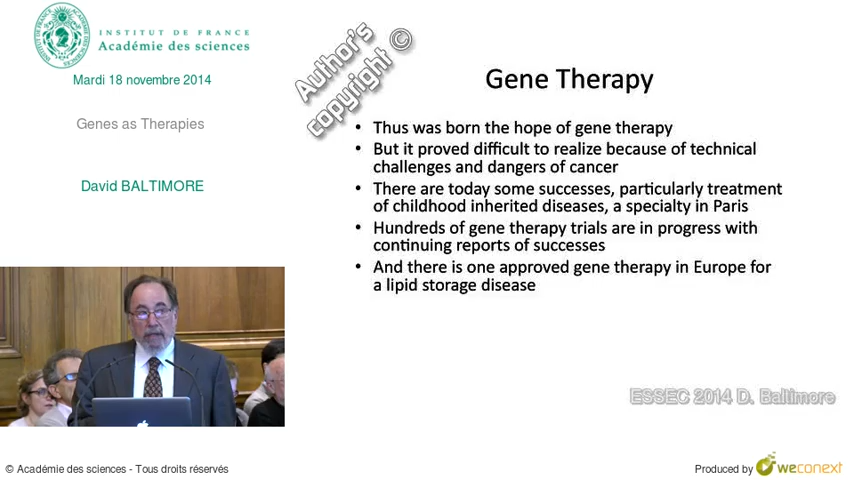 INSTITUT DE FRANCE
Académie des sciences
Mardi 18 novembre 2014
Genes as Therapies
David BALTIMORE
Author's
copyright ©
Gene Therapy
• Thus was born the hope of gene therapy
• But it proved difficult to realize because of technical
challenges and dangers of cancer
• There are today some successes, particularly treatment
of childhood inherited diseases, a specialty in Paris
• Hundreds of gene therapy trials are in progress with
continuing reports of successes
• And there is one approved gene therapy in Europe for
a lipid storage disease
ESSEC 2014 D. Baltimore
© Académie des sciences - Tous droits réservés
Produced by weconext